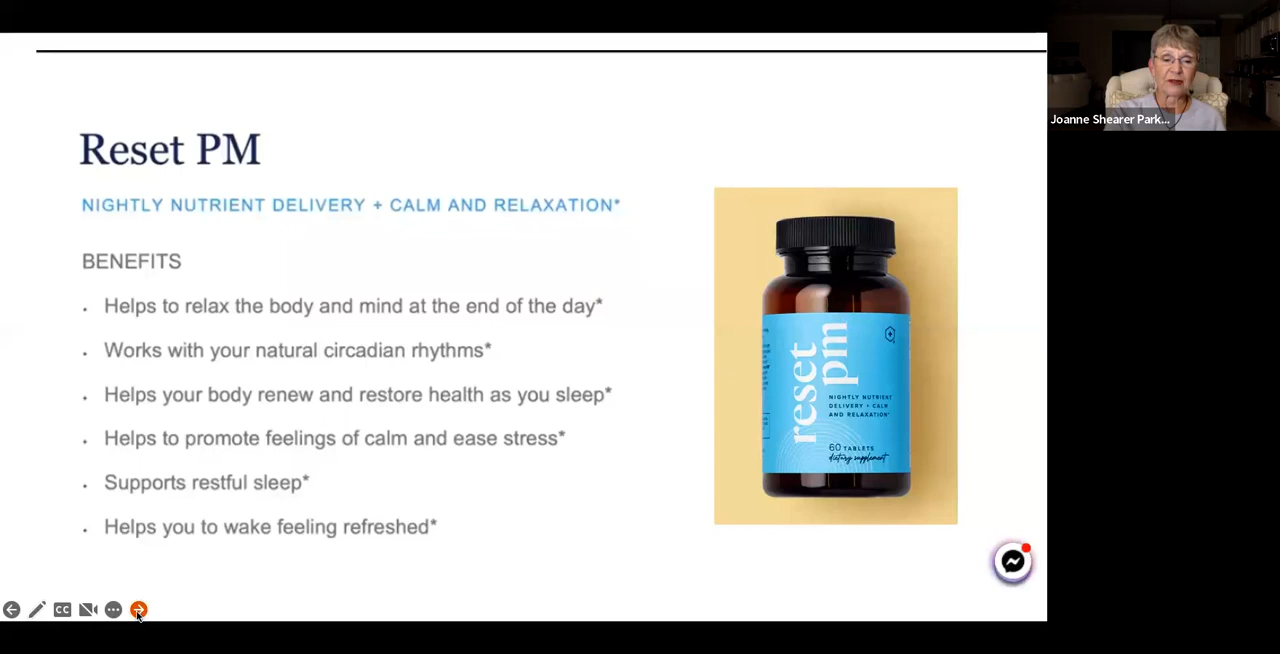 Reset PM
NIGHTLY NUTRIENT DELIVERY + CALM AND RELAXATION*
BENEFITS
• Helps to relax the body and mind at the end of the day*
• Works with your natural circadian rhythms*
• Helps your body renew and restore health as you sleep*
• Helps to promote feelings of calm and ease stress*
• Supports restful sleep*
• Helps you to wake feeling refreshed*
reset
pm
NIGHTLY NUTRIENT
DELIVERY + CALM
AND RELAXATION*
60 TABLETS
dietary supplement
Joanne Shearer Park...
CC